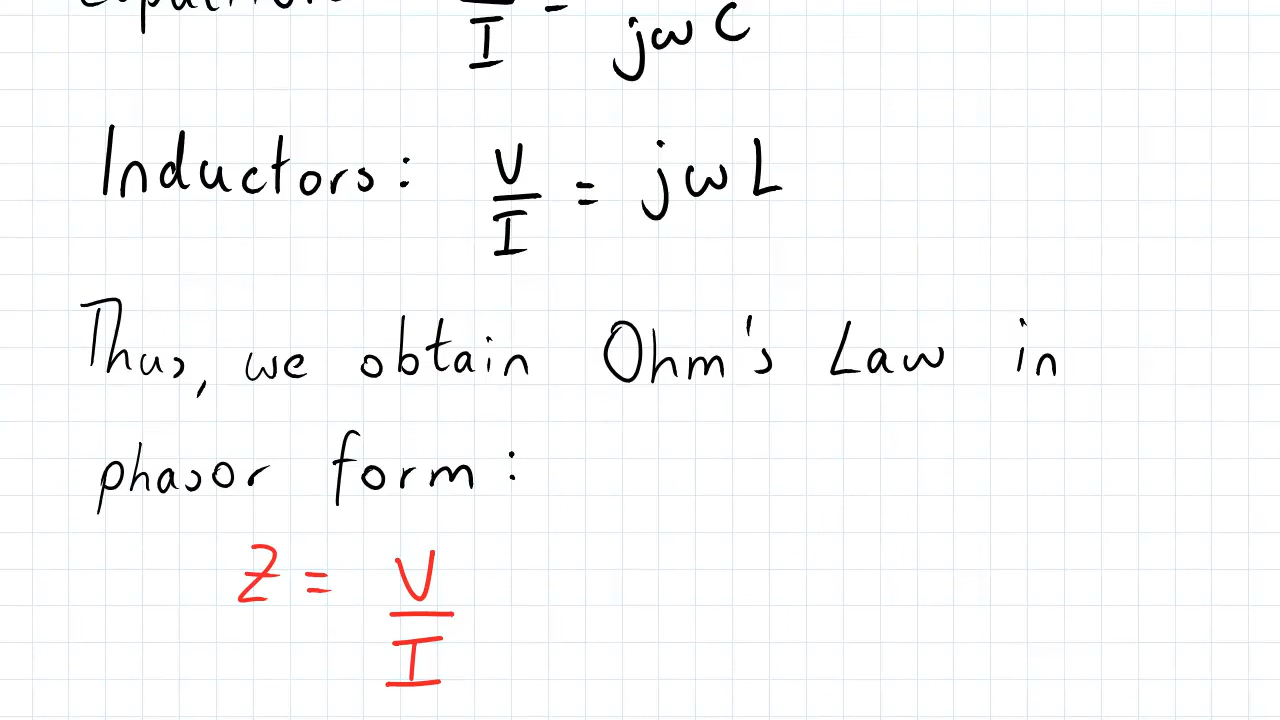 I = jωC
Inductors: V/I = jωL
Thus, we obtain Ohm's Law in
phasor form:
Z = V/I